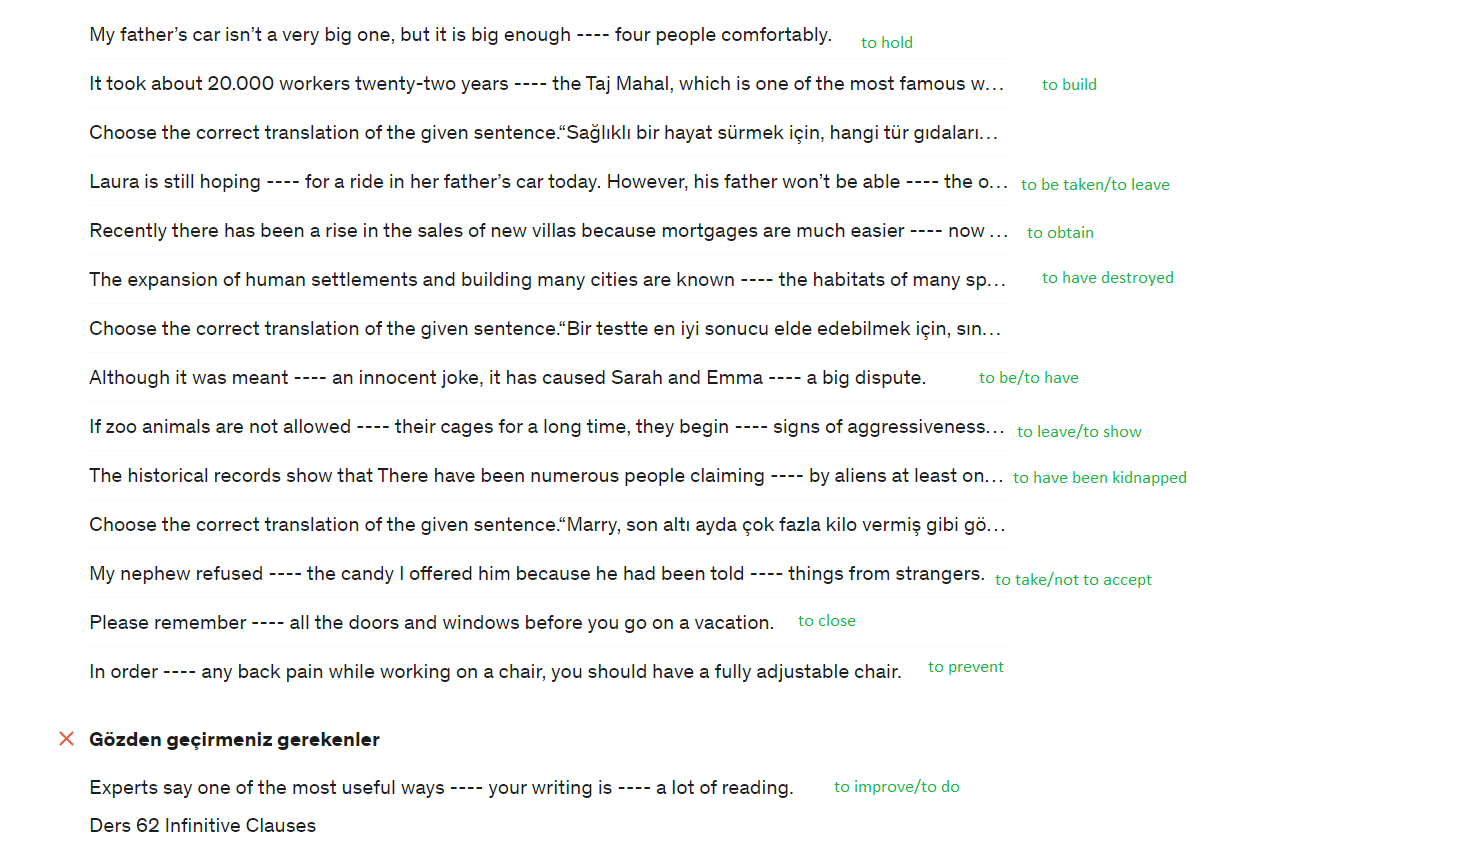 My father’s car isn’t a very big one, but it is big enough ---- four people comfortably. to hold
It took about 20.000 workers twenty-two years ---- the Taj Mahal, which is one of the most famous w... to build
Choose the correct translation of the given sentence.“Sağlıklı bir hayat sürmek için, hangi tür gıdaları...
Laura is still hoping ---- for a ride in her father’s car today. However, his father won’t be able ---- the o... to be taken/to leave
Recently there has been a rise in the sales of new villas because mortgages are much easier ---- now ... to obtain
The expansion of human settlements and building many cities are known ---- the habitats of many sp... to have destroyed
Choose the correct translation of the given sentence.“Bir testte en iyi sonucu elde edebilmek için, sın...
Although it was meant ---- an innocent joke, it has caused Sarah and Emma ---- a big dispute. to be/to have
If zoo animals are not allowed ---- their cages for a long time, they begin ---- signs of aggressiveness... to leave/to show
The historical records show that There have been numerous people claiming ---- by aliens at least on... to have been kidnapped
Choose the correct translation of the given sentence.“Marry, son altı ayda çok fazla kilo vermiş gibi gö...
My nephew refused ---- the candy I offered him because he had been told ---- things from strangers. to take/not to accept
Please remember ---- all the doors and windows before you go on a vacation. to close
In order ---- any back pain while working on a chair, you should have a fully adjustable chair. to prevent
Gözden geçirmeniz gerekenler
Experts say one of the most useful ways ---- your writing is ---- a lot of reading. to improve/to do
Ders 62 Infinitive Clauses